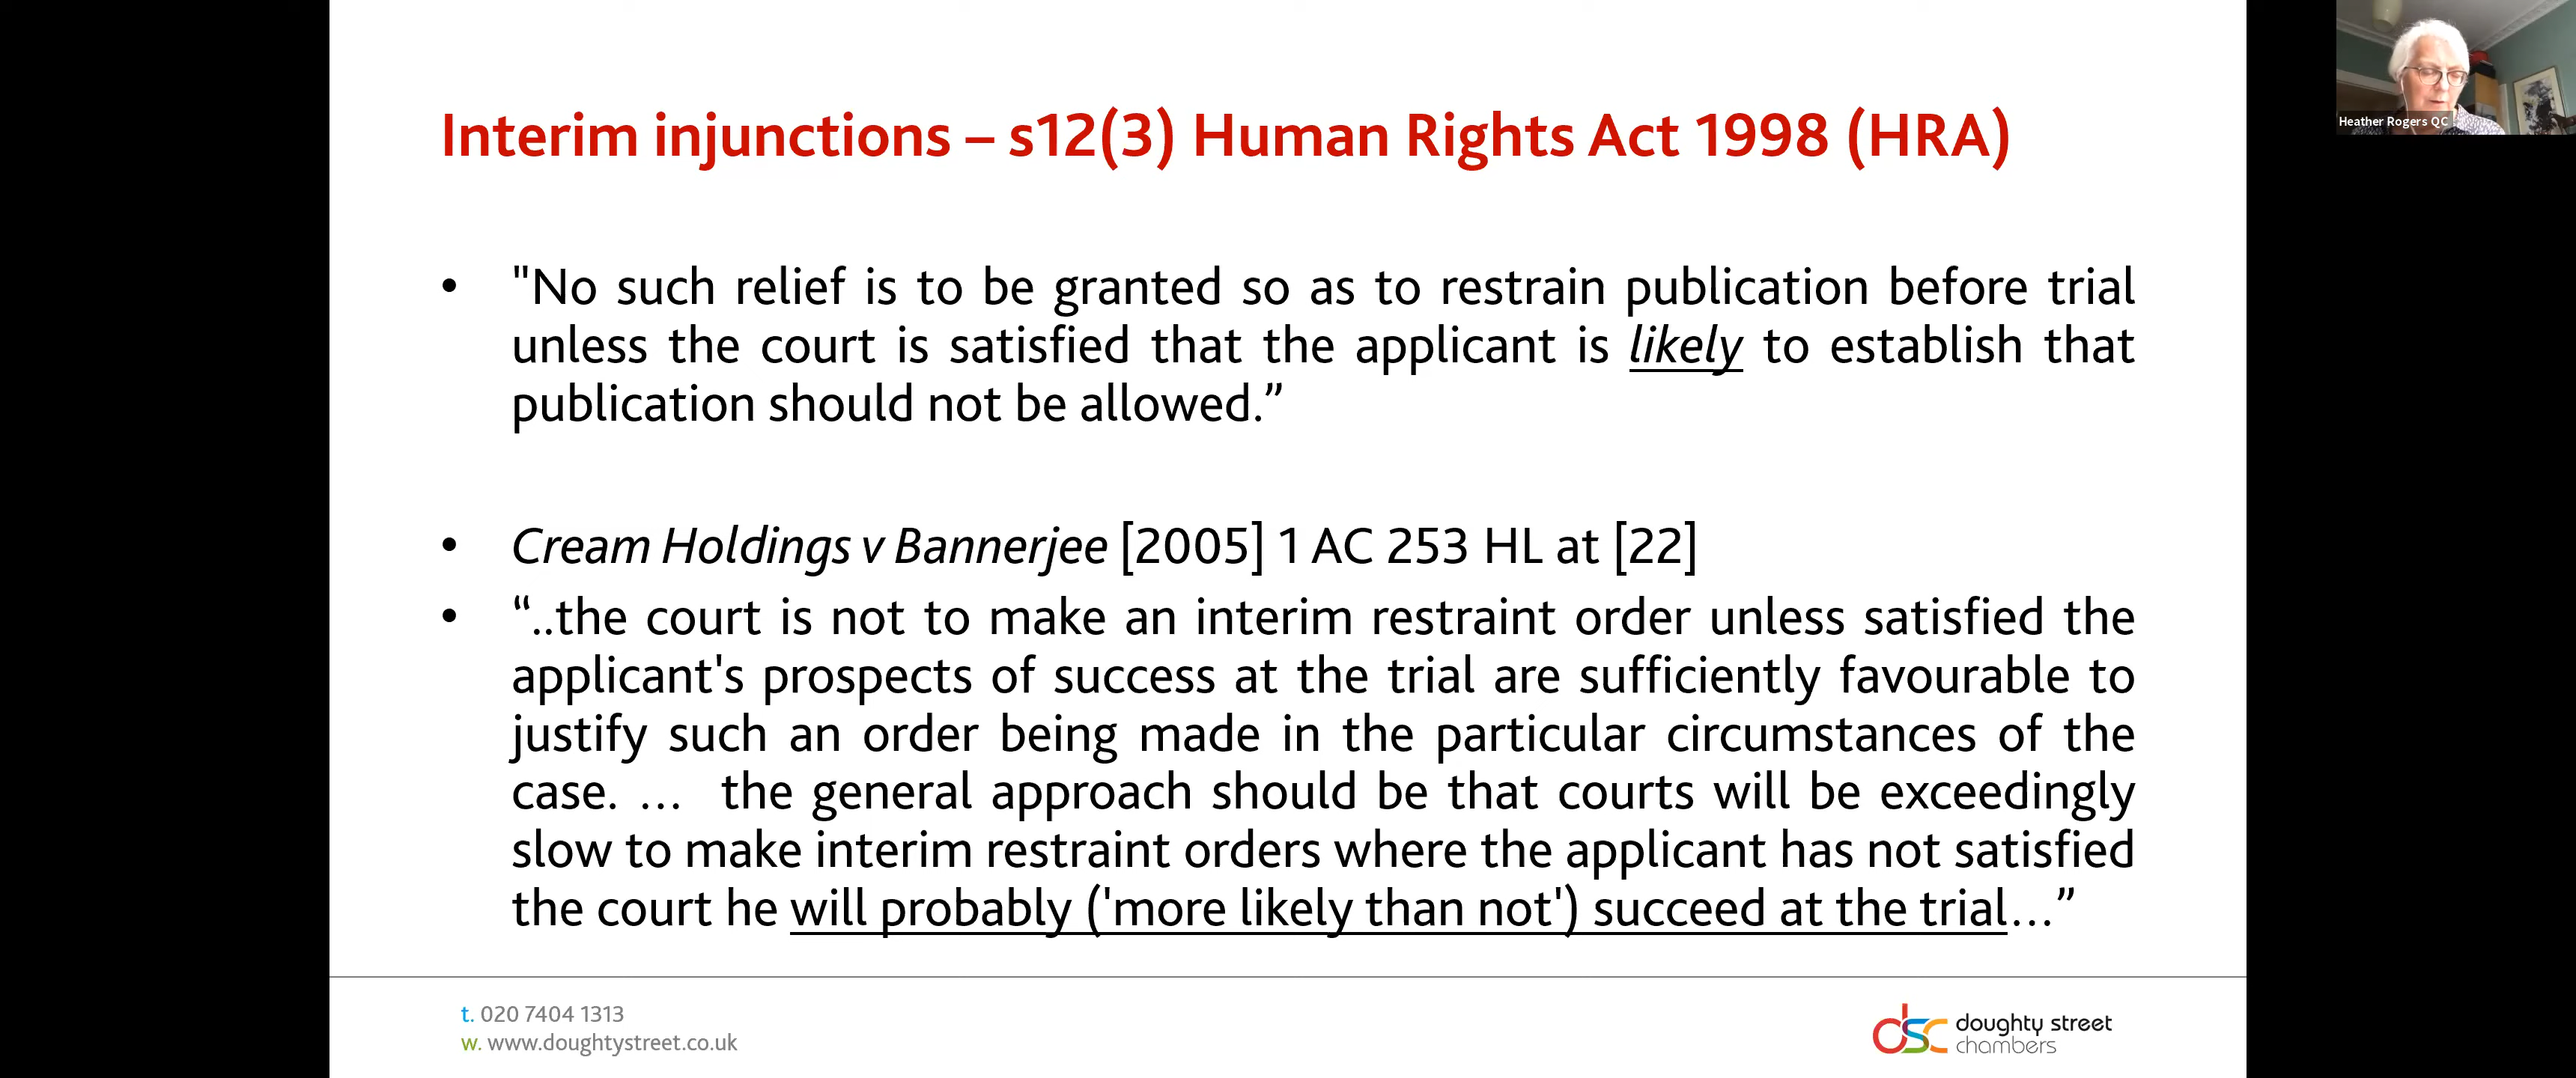 Interim injunctions – s12(3) Human Rights Act 1998 (HRA)
Heather Rogers QC
• "No such relief is to be granted so as to restrain publication before trial
unless the court is satisfied that the applicant is likely to establish that
publication should not be allowed.”
• Cream Holdings v Bannerjee [2005] 1 AC 253 HL at [22]
• “..the court is not to make an interim restraint order unless satisfied the
applicant's prospects of success at the trial are sufficiently favourable to
justify such an order being made in the particular circumstances of the
case. … the general approach should be that courts will be exceedingly
slow to make interim restraint orders where the applicant has not satisfied
the court he will probably ('more likely than not') succeed at the trial…”
t. 020 7404 1313
w. www.doughtystreet.co.uk
dsc
doughty street
chambers